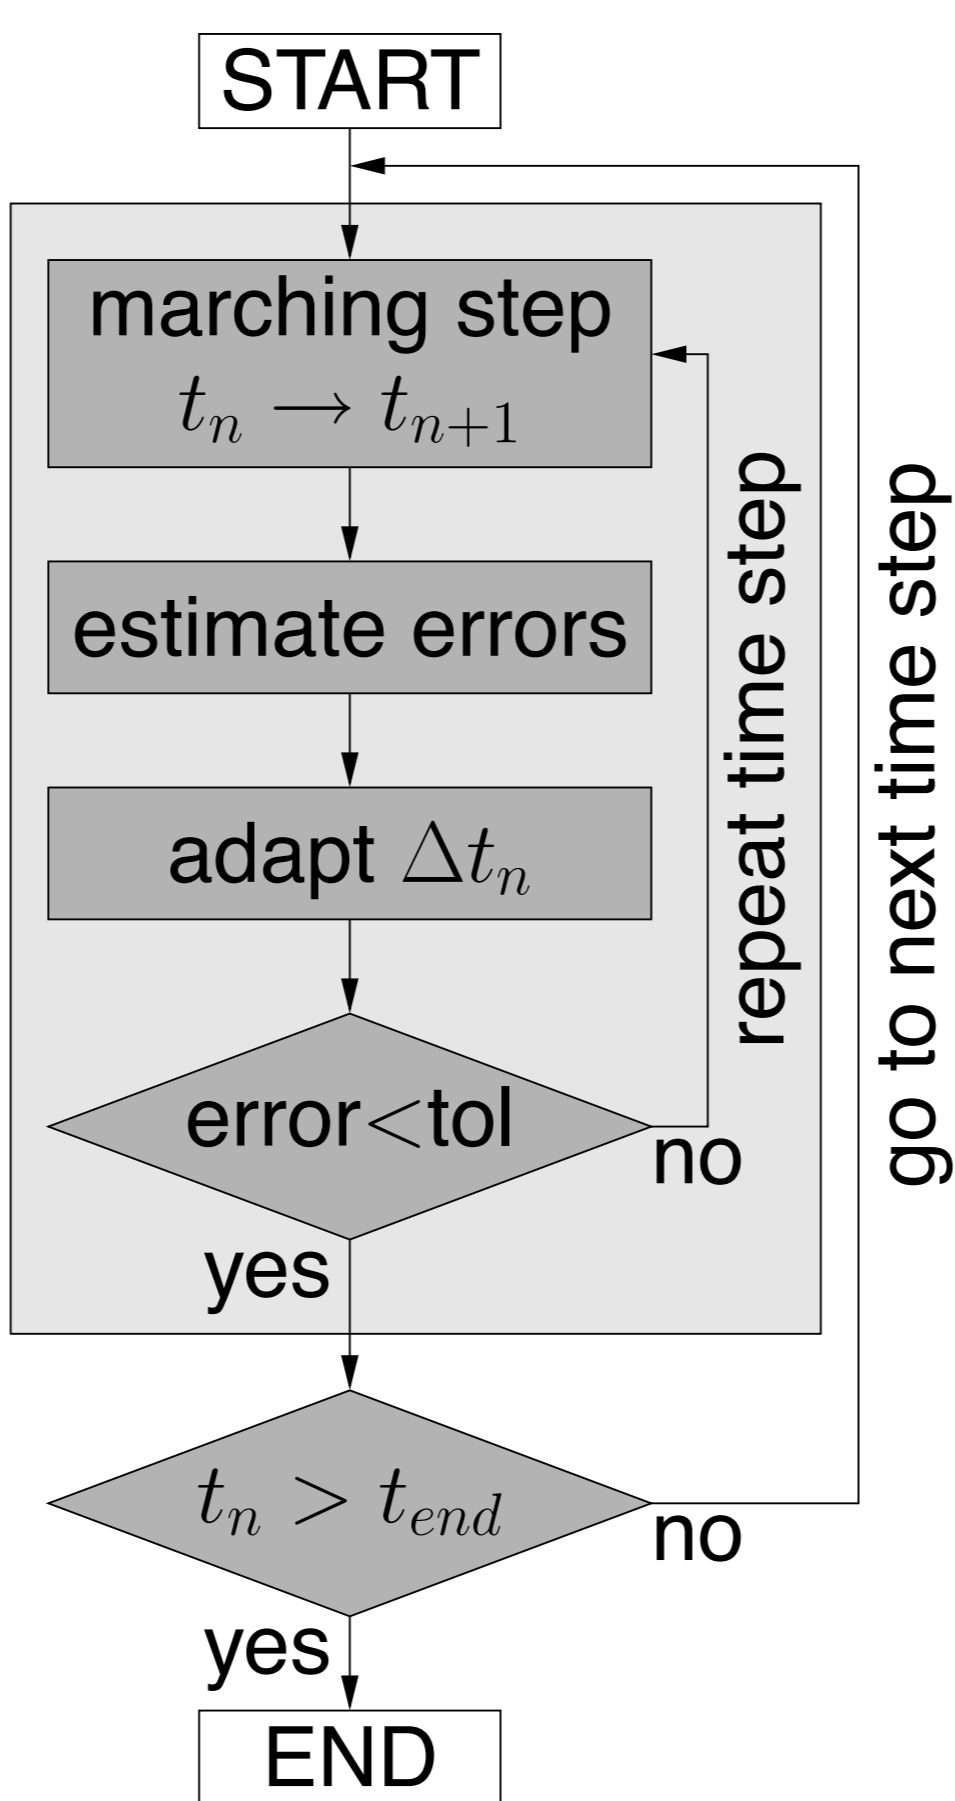 START
marching step
tₙ → tₙ₊₁
estimate errors
adapt Δtₙ
error<tol
no
repeat time step
yes
tₙ > t_end
no
go to next time step
yes
END